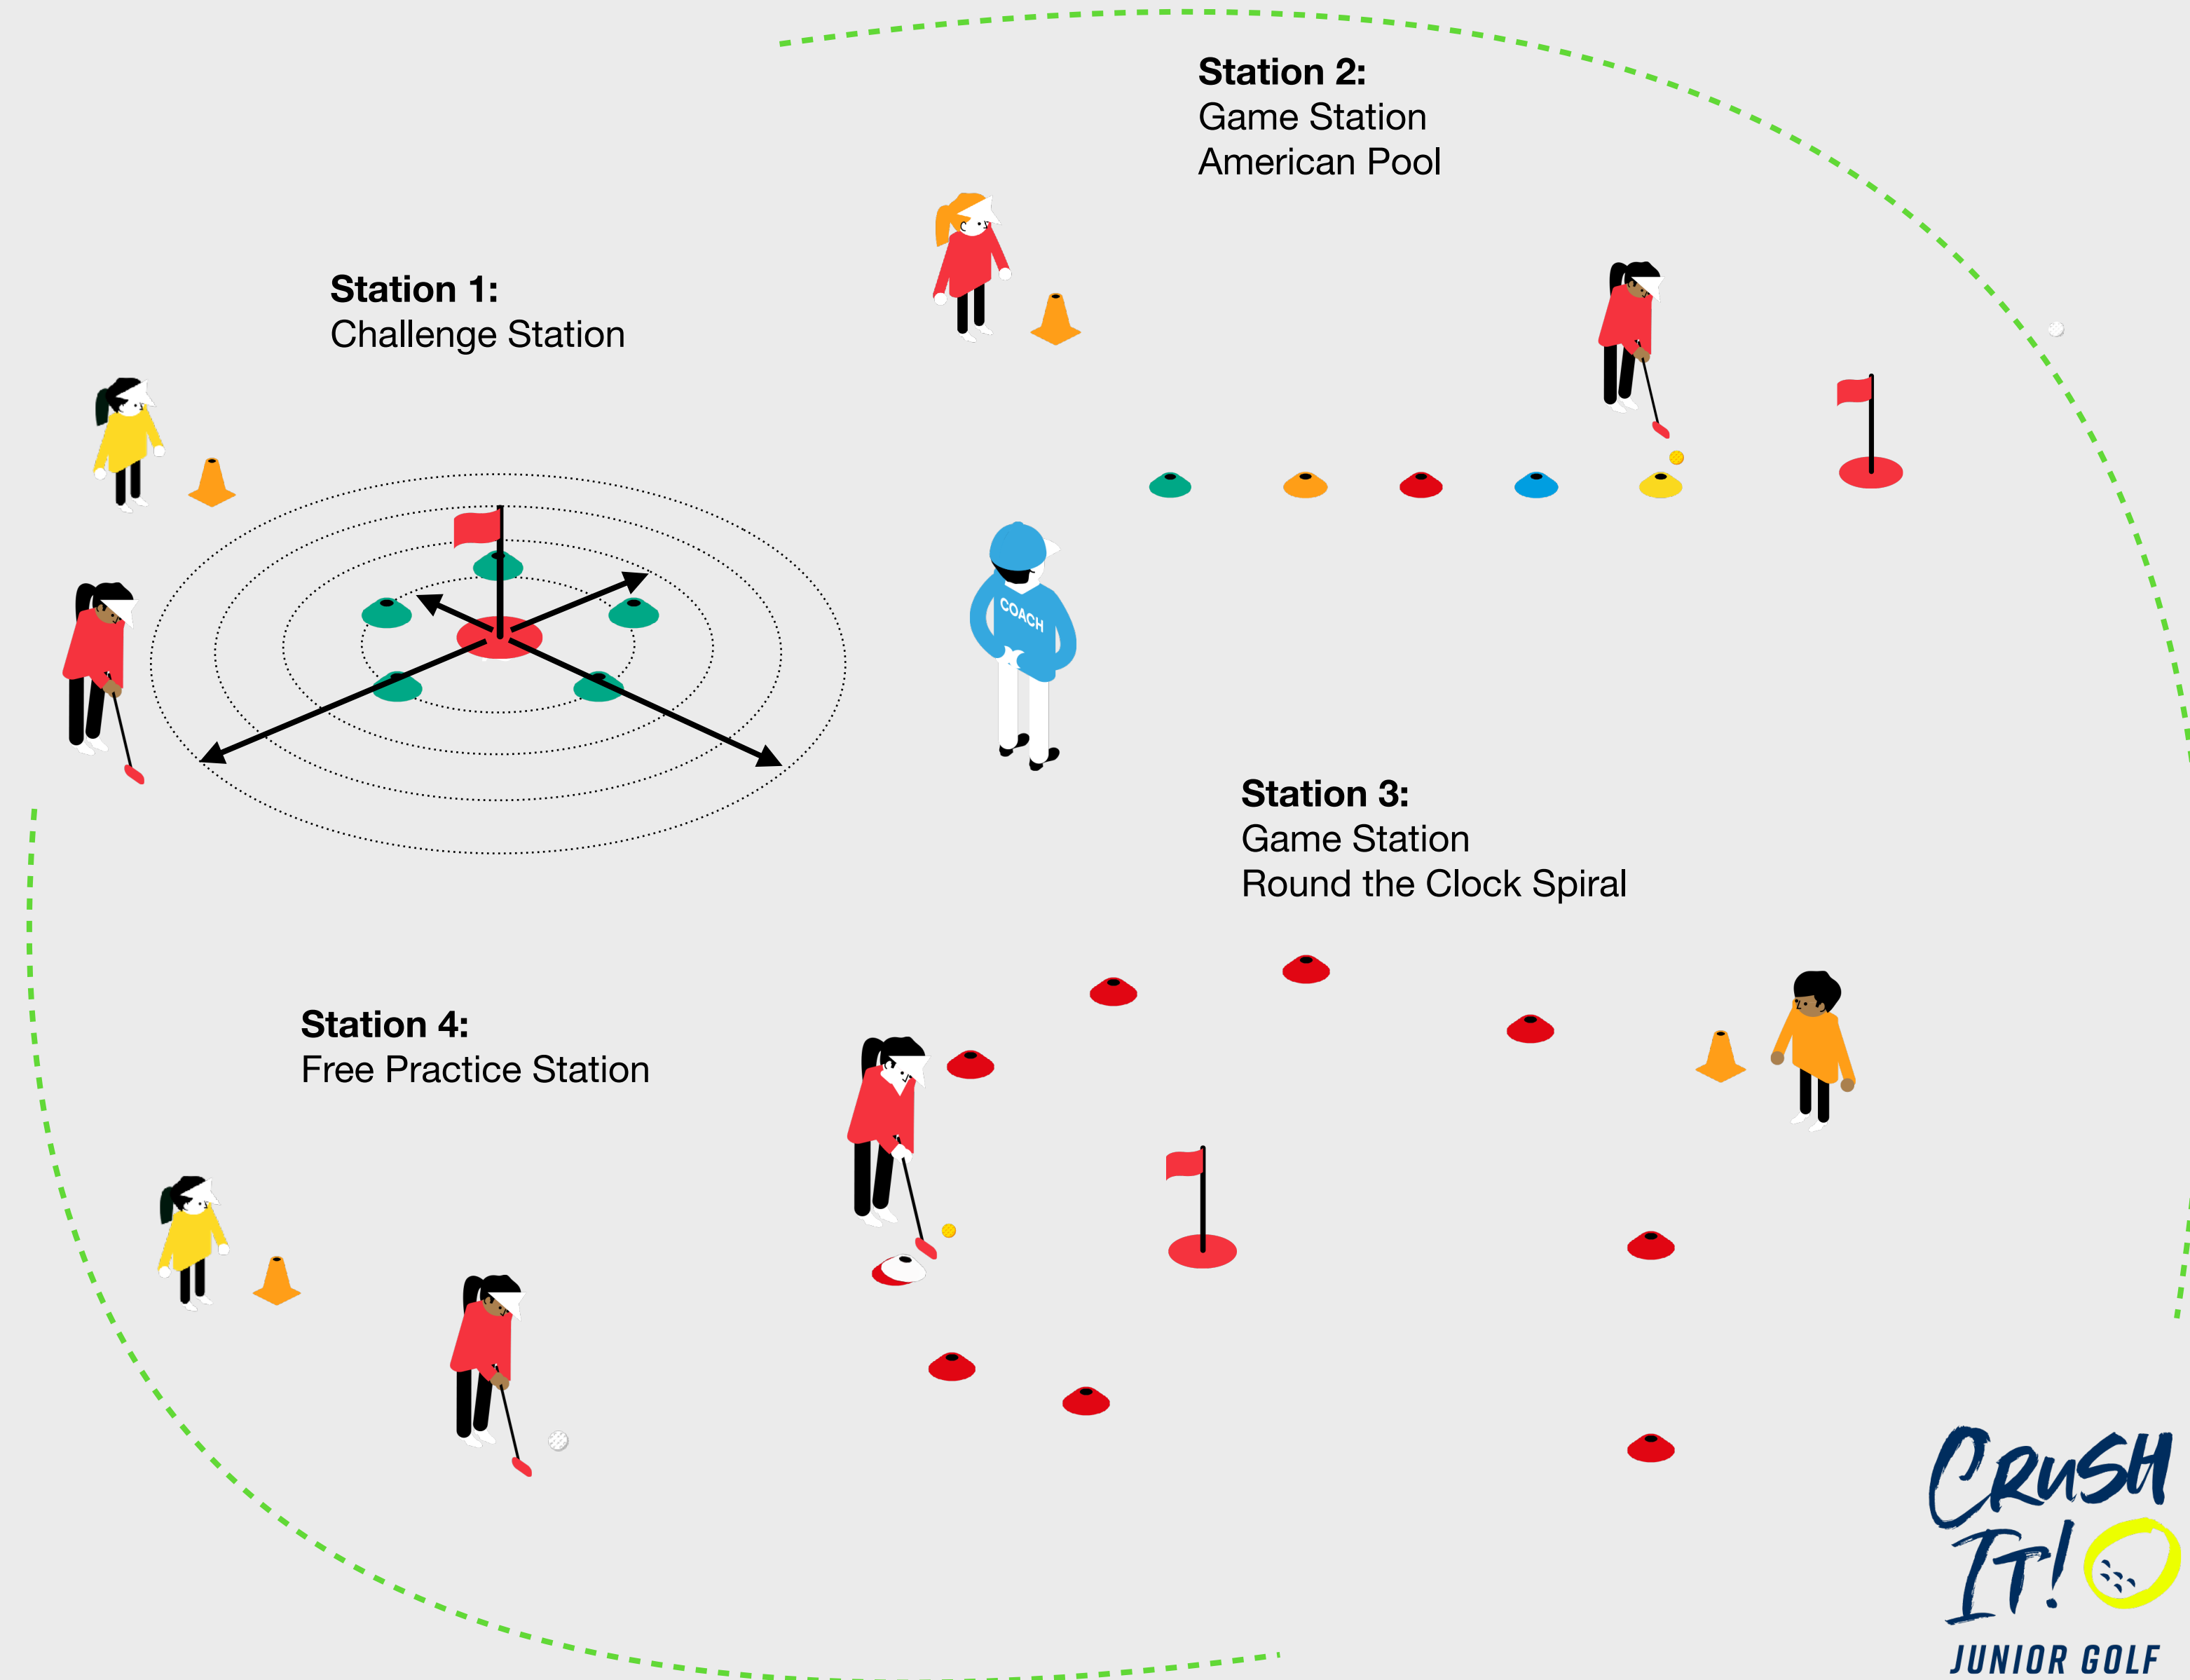 Station 2:
Game Station
American Pool
Station 1:
Challenge Station
COACH
Station 3:
Game Station
Round the Clock Spiral
Station 4:
Free Practice Station
CRUSH
IT!
JUNIOR GOLF